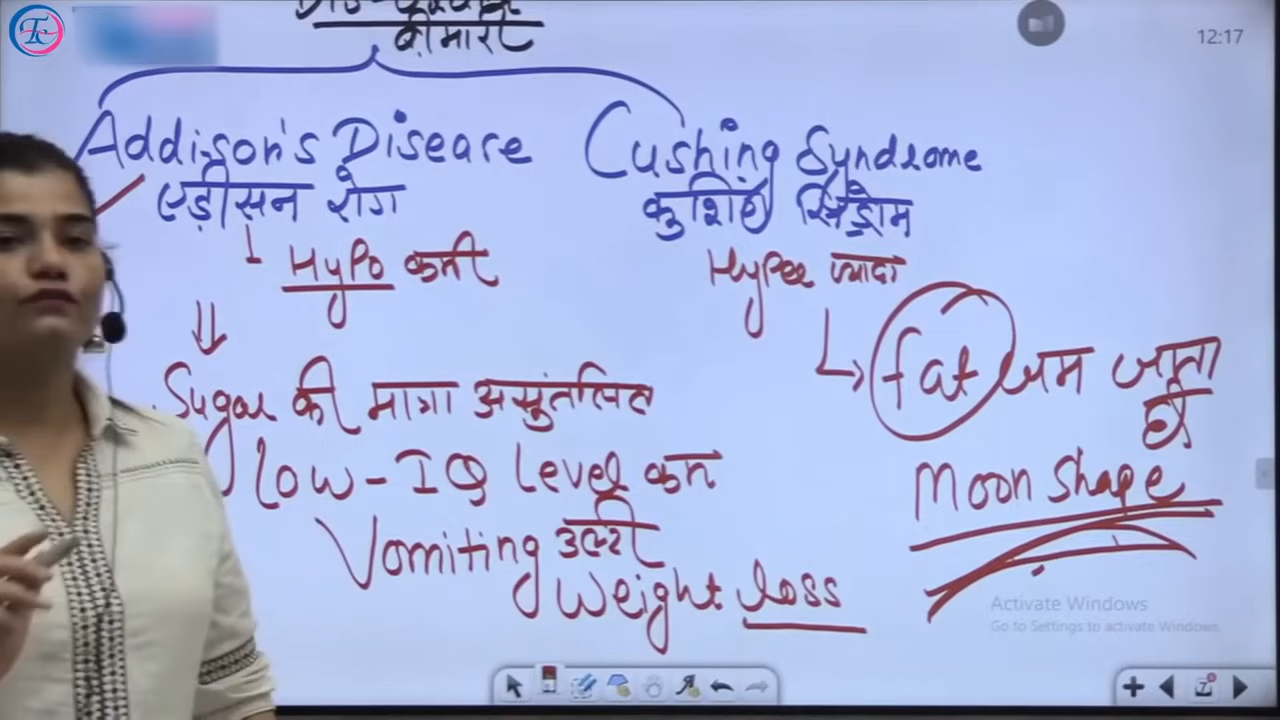 बीमारी
12:17
Addison's Disease
Cushing Syndrome
एडीसन रोग
कुशिंग सिंड्रोम
Hypo कमी
Hyper ज्यादा
fat जम जाता
है
Sugar की मात्रा असुंतलित
Low-IQ level कम
Moon Shape
Vomiting उल्टी
Weight loss
Activate Windows
Go to Settings to activate Windows.